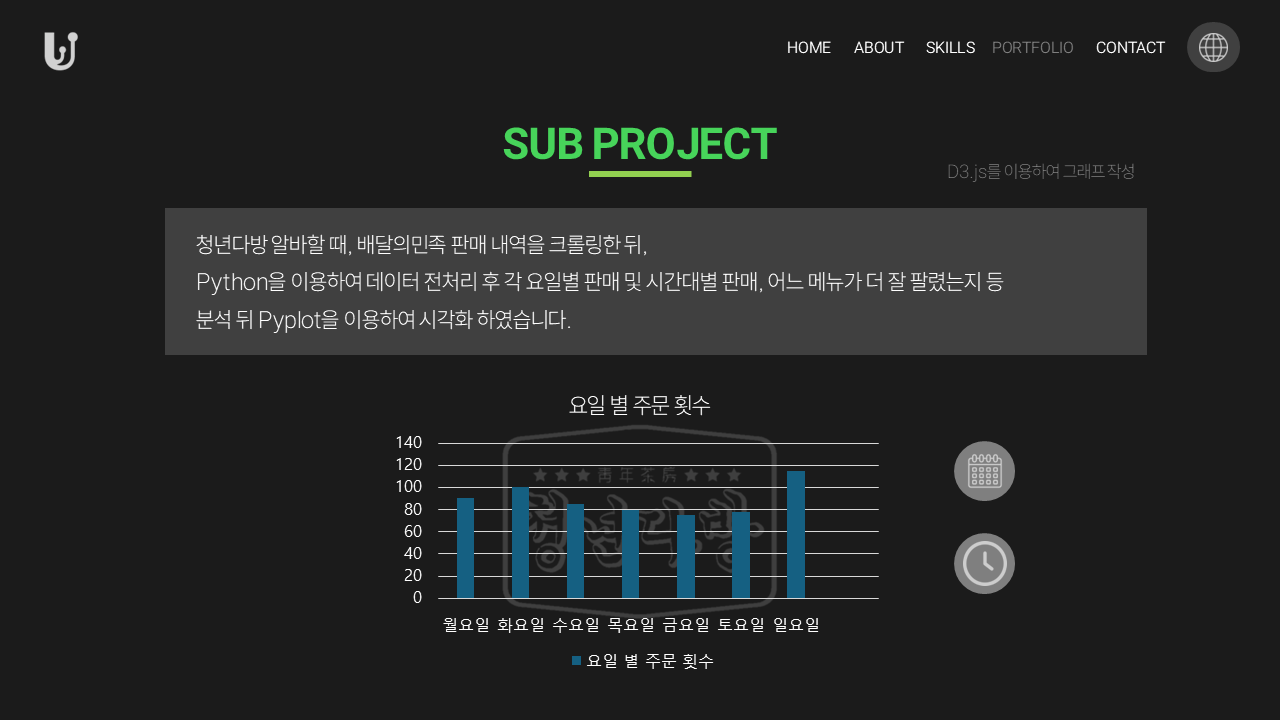 HOME ABOUT SKILLS PORTFOLIO CONTACT
SUB PROJECT
D3.js를 이용하여 그래프 작성
청년다방 알바할 때, 배달의민족 판매 내역을 크롤링한 뒤,
Python을 이용하여 데이터 전처리 후 각 요일별 판매 및 시간대별 판매, 어느 메뉴가 더 잘 팔렸는지 등
분석 뒤 Pyplot을 이용하여 시각화 하였습니다.
요일 별 주문 횟수
140
120
100
80
60
40
20
0
靑年茶房
청년다방
월요일 화요일 수요일 목요일 금요일 토요일 일요일
요일 별 주문 횟수